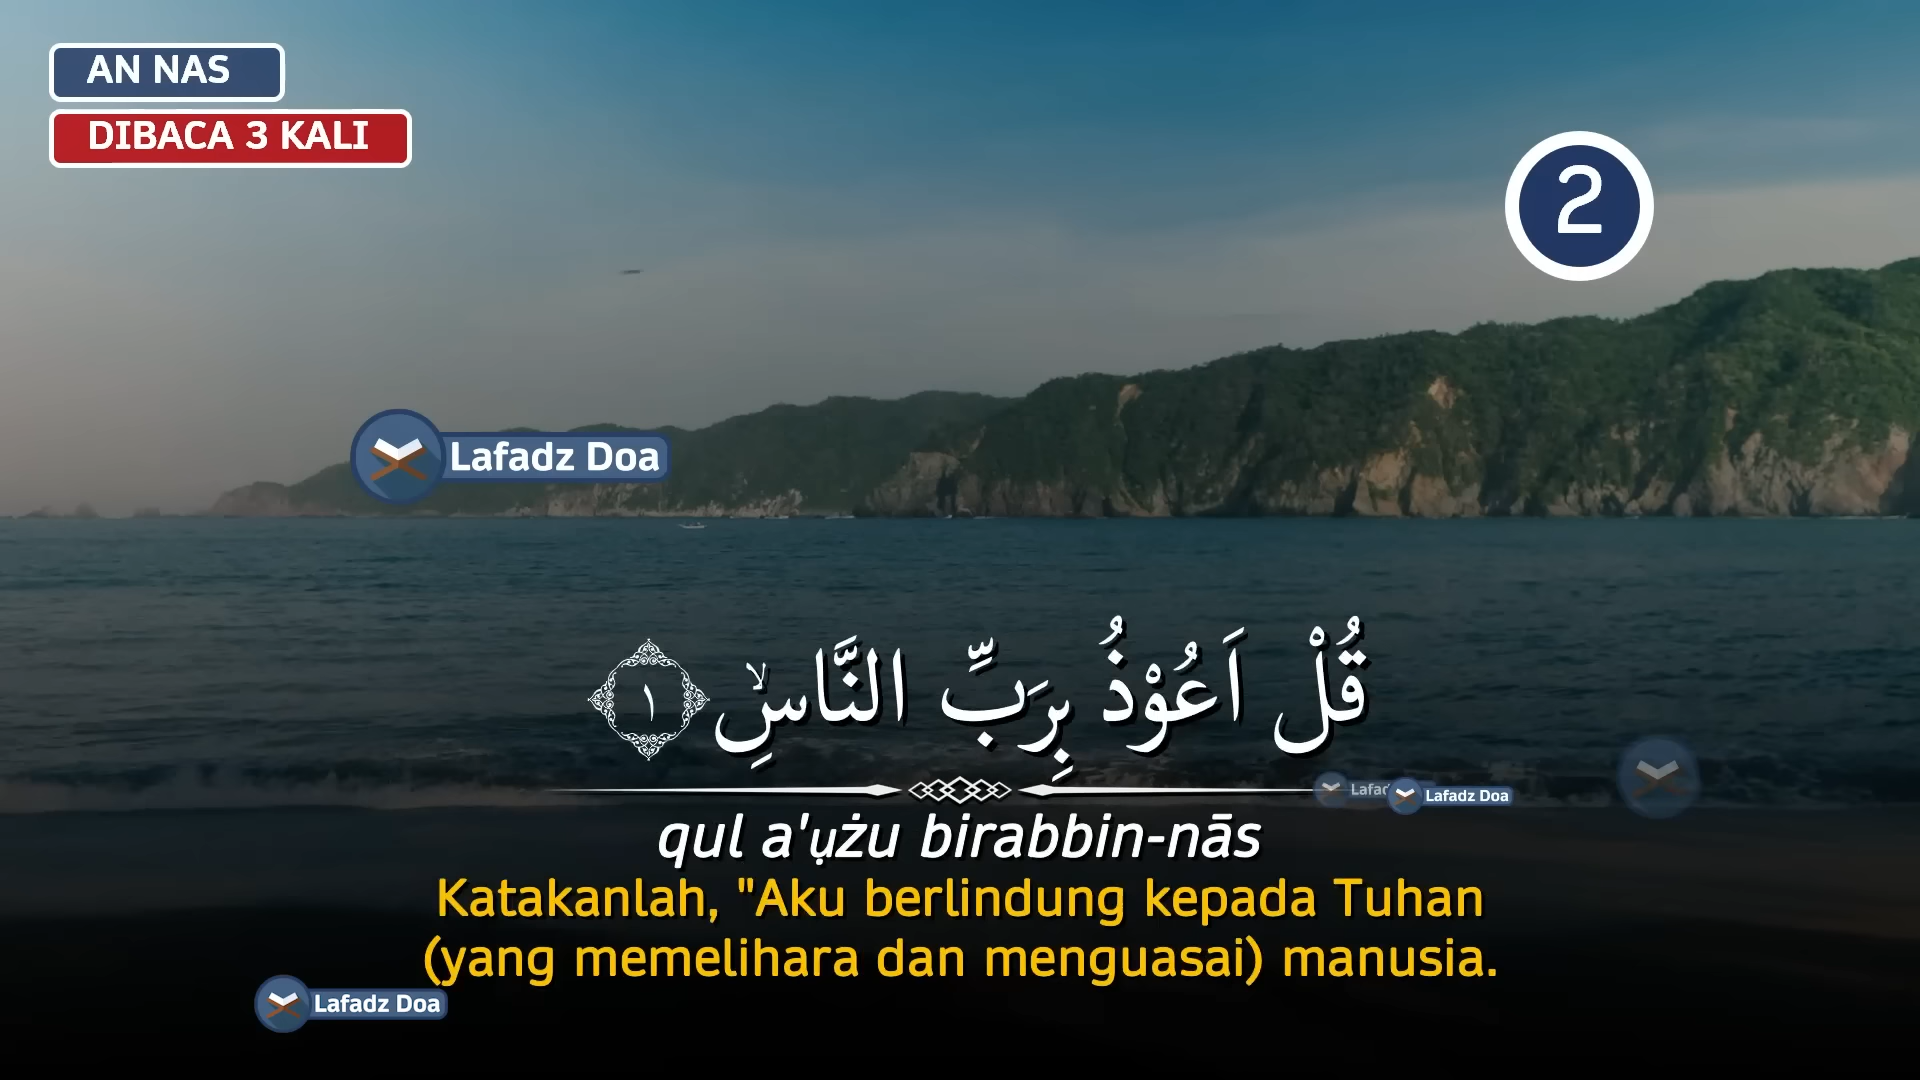 AN NAS
DIBACA 3 KALI
2
Lafadz Doa
قُلْ اَعُوْذُ بِرَبِّ النَّاسِۙ ١
Lafadz Doa
qul a'ụżu birabbin-nās
Katakanlah, "Aku berlindung kepada Tuhan
(yang memelihara dan menguasai) manusia.
Lafadz Doa